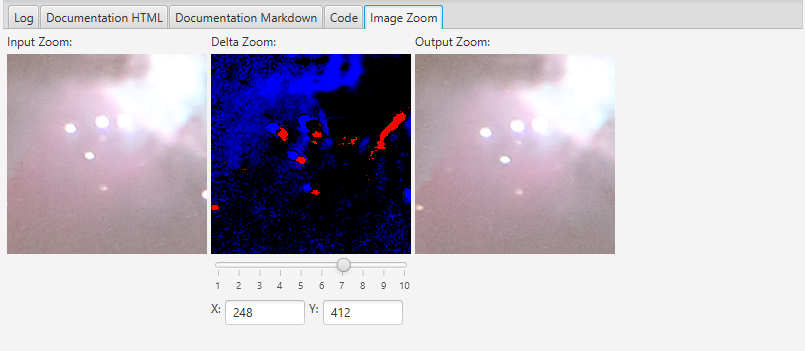 Log Documentation HTML Documentation Markdown Code Image Zoom
Input Zoom: Delta Zoom: Output Zoom:
1 2 3 4 5 6 7 8 9 10
X: 248 Y: 412